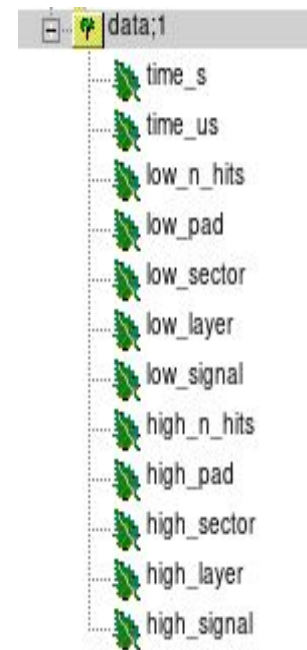 data;1
time_s
time_us
low_n_hits
low_pad
low_sector
low_layer
low_signal
high_n_hits
high_pad
high_sector
high_layer
high_signal